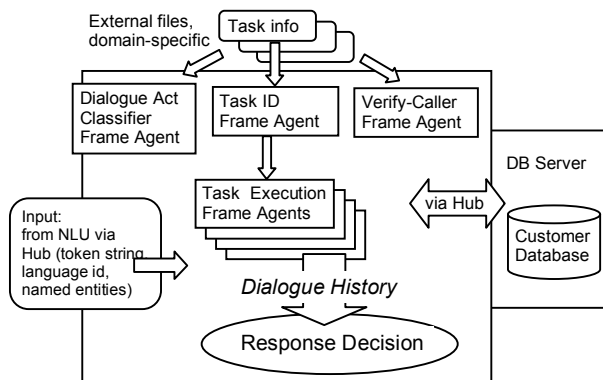 External files,
domain-specific
Task info
Dialogue Act
Classifier
Frame Agent
Task ID
Frame Agent
Verify-Caller
Frame Agent
DB Server
Task Execution
Frame Agents
via Hub
Input:
from NLU via
Hub (token string,
language id,
named entities)
Customer
Database
Dialogue History
Response Decision